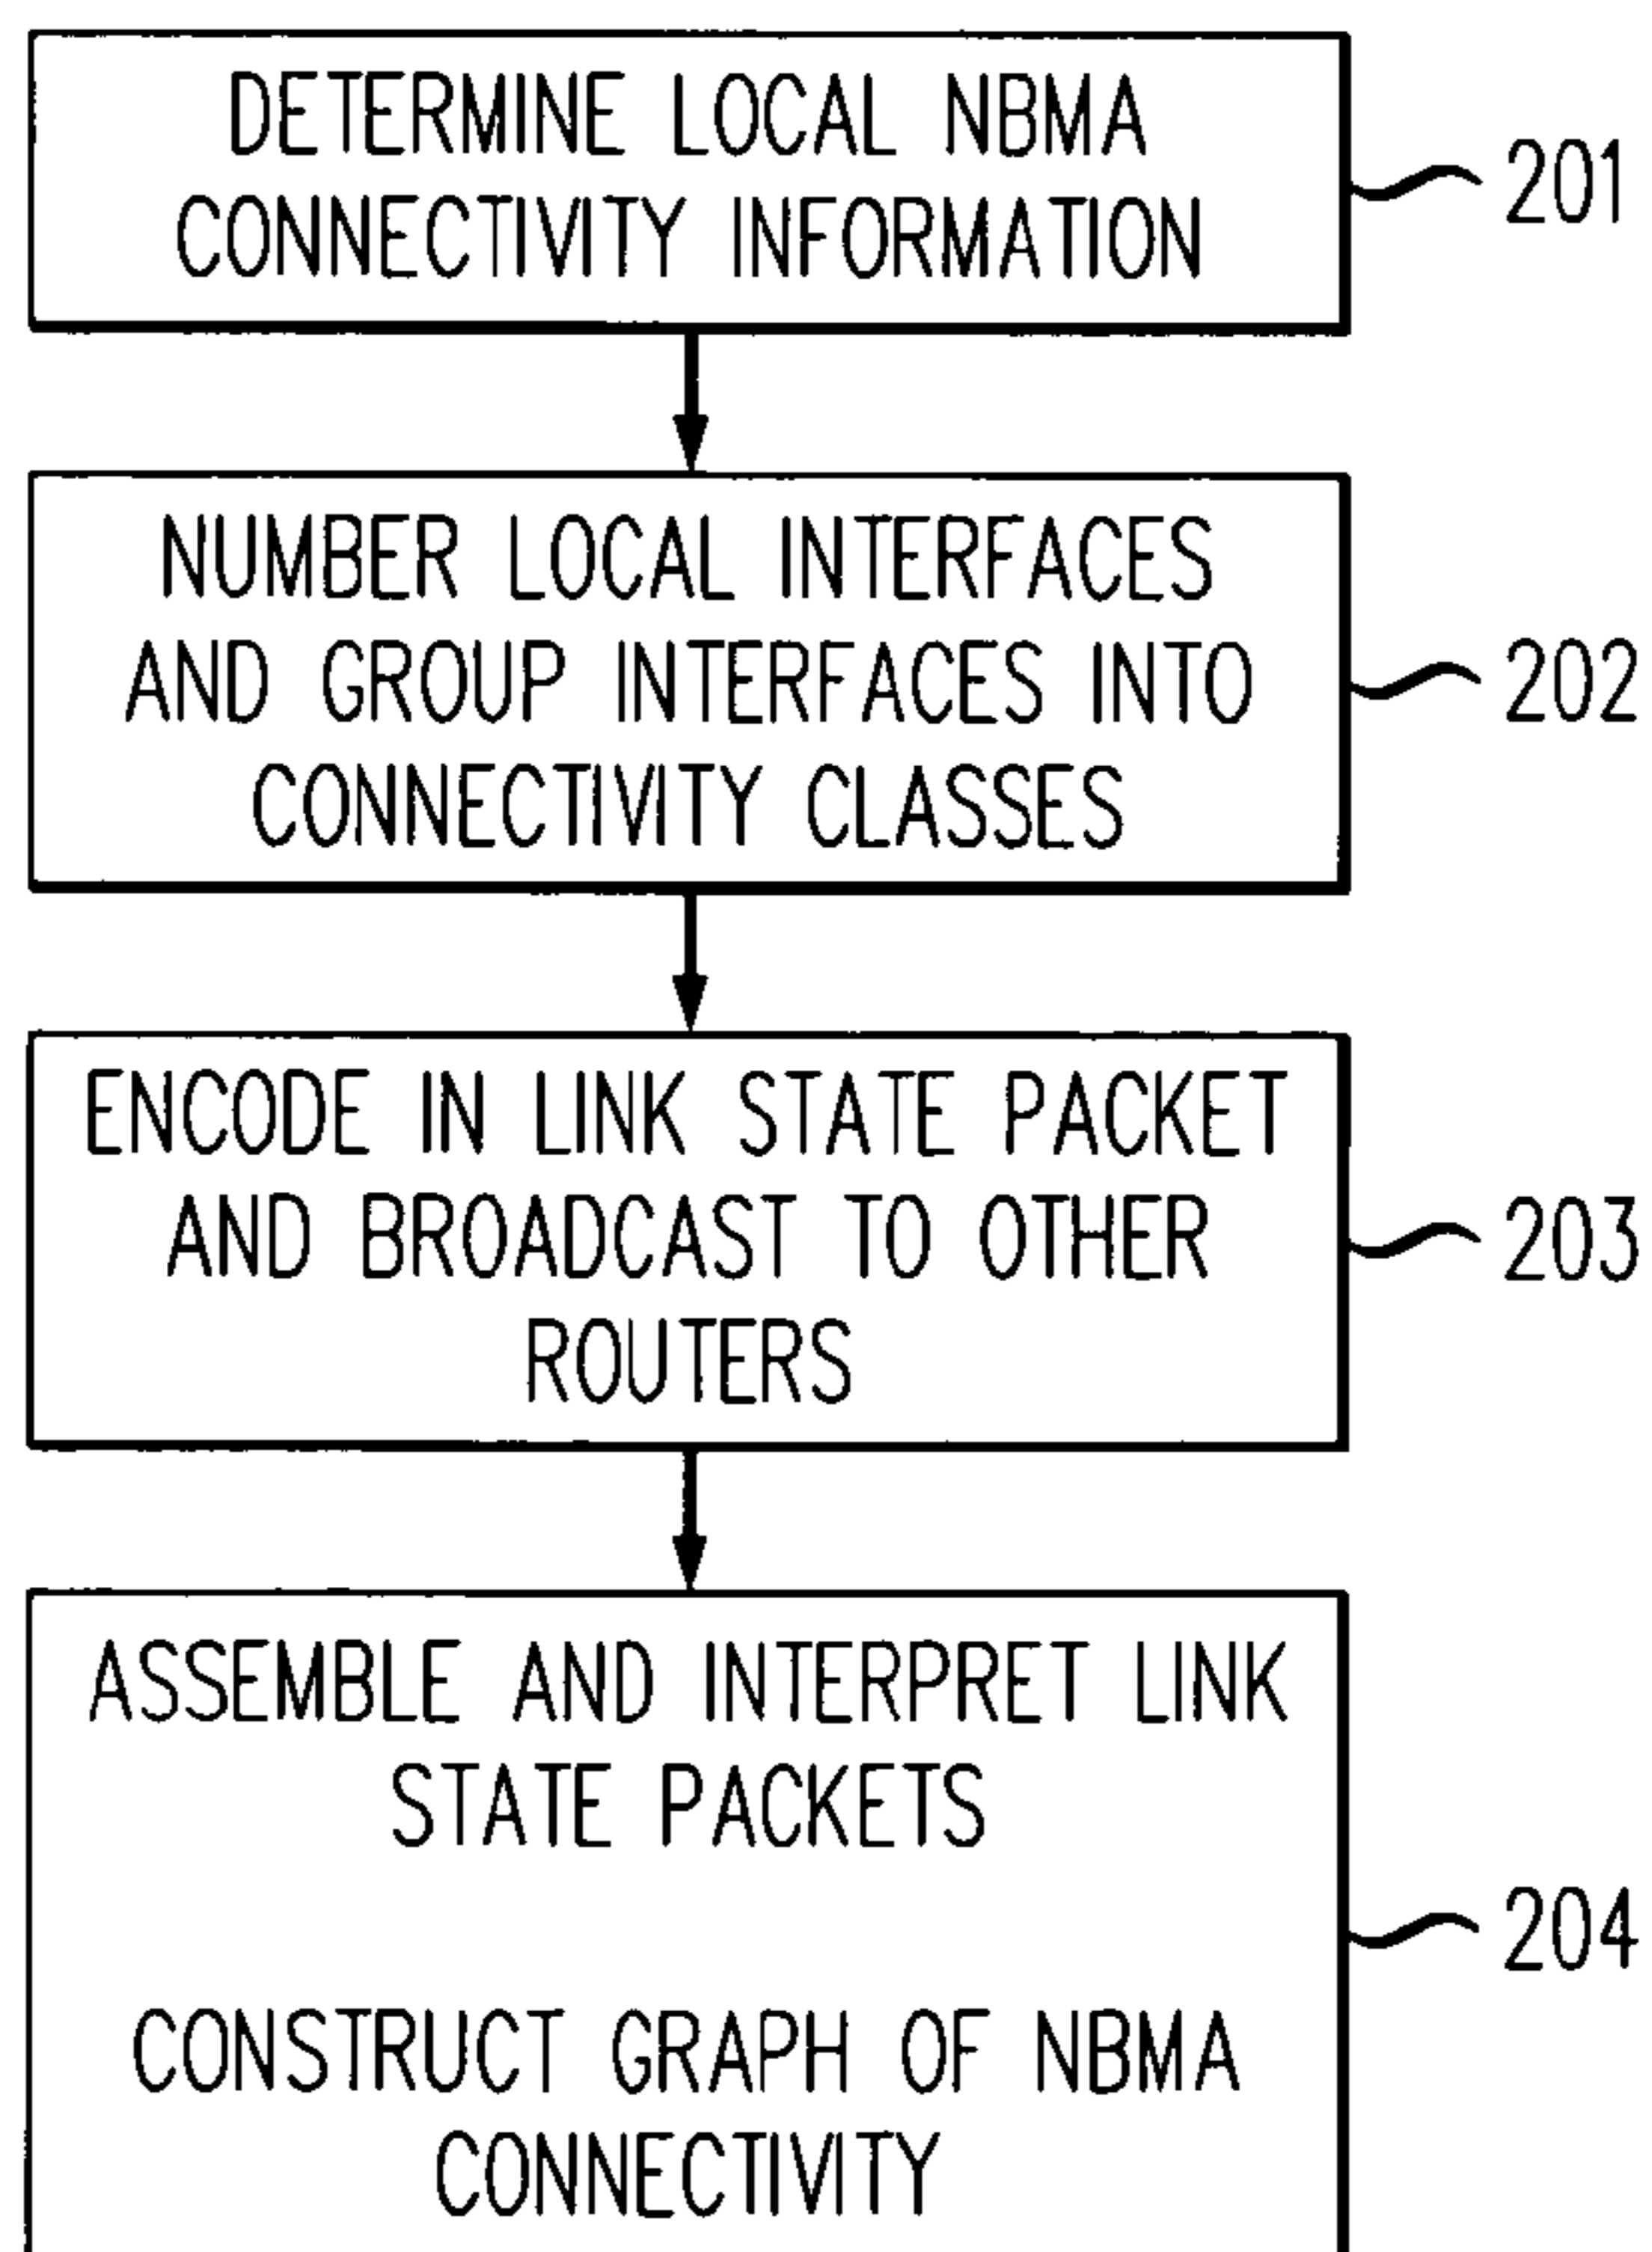 DETERMINE LOCAL NBMA
CONNECTIVITY INFORMATION
201
NUMBER LOCAL INTERFACES
AND GROUP INTERFACES INTO
CONNECTIVITY CLASSES
202
ENCODE IN LINK STATE PACKET
AND BROADCAST TO OTHER
ROUTERS
203
ASSEMBLE AND INTERPRET LINK
STATE PACKETS
CONSTRUCT GRAPH OF NBMA
CONNECTIVITY
204